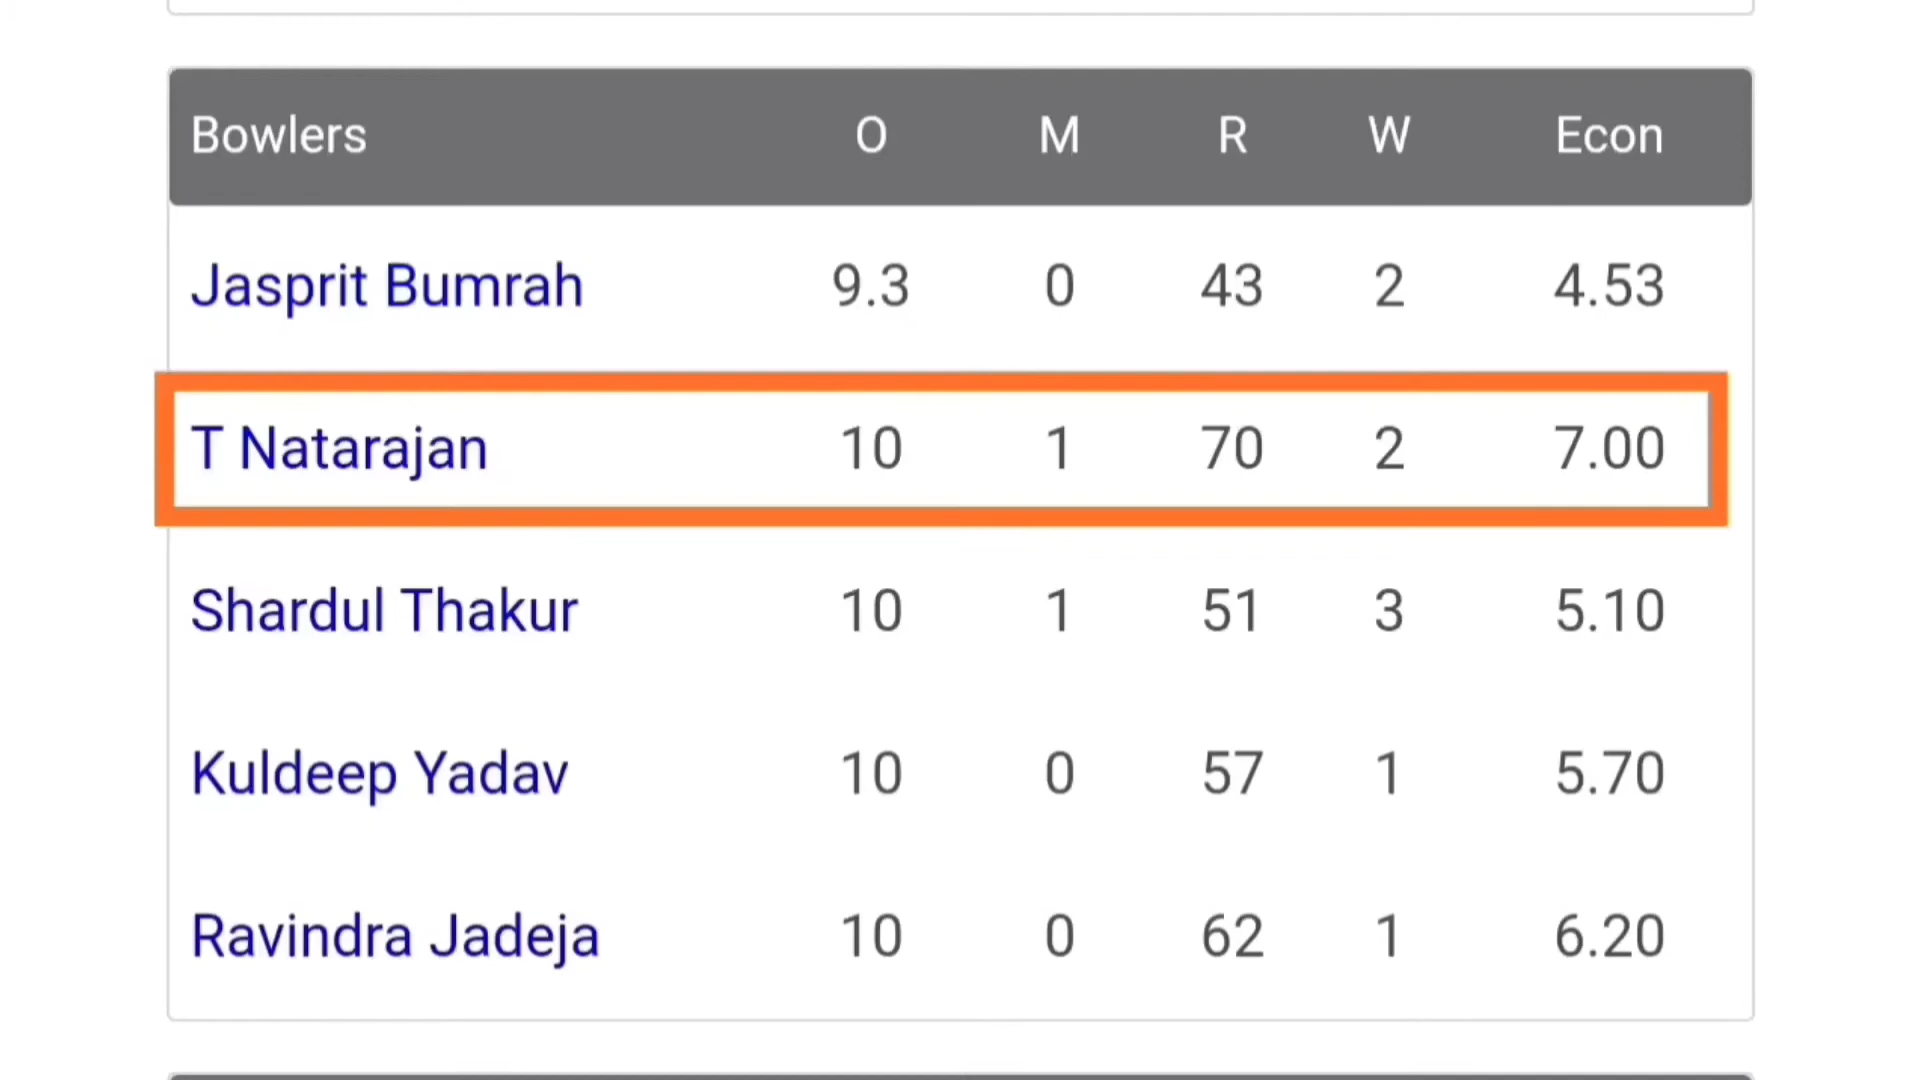 Bowlers O M R W Econ
Jasprit Bumrah 9.3 0 43 2 4.53
T Natarajan 10 1 70 2 7.00
Shardul Thakur 10 1 51 3 5.10
Kuldeep Yadav 10 0 57 1 5.70
Ravindra Jadeja 10 0 62 1 6.20